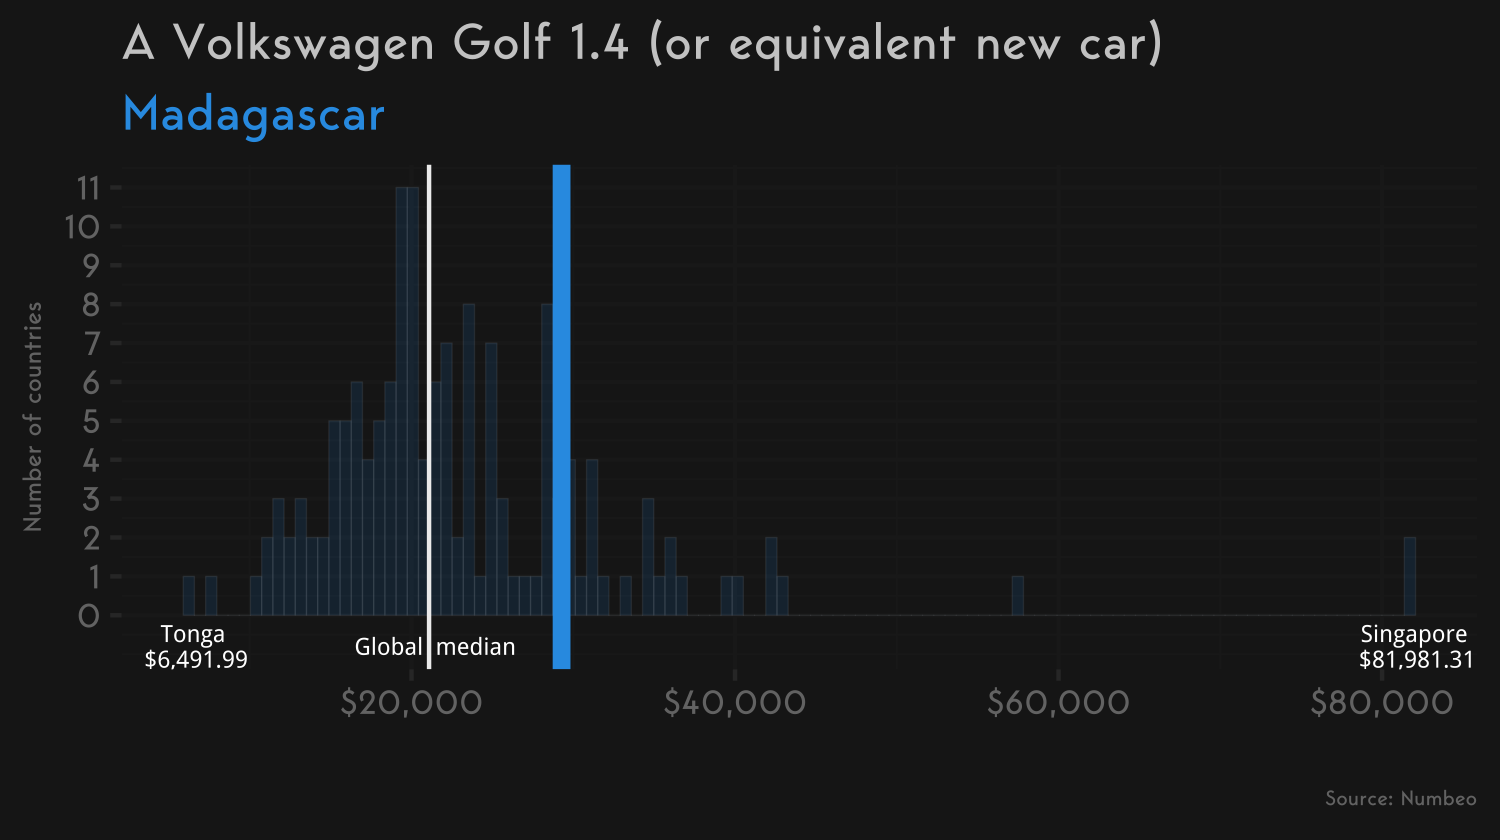 A Volkswagen Golf 1.4 (or equivalent new car)
Madagascar
Number of countries
11
10
9
8
7
6
5
4
3
2
1
0
Tonga
$6,491.99
Global median
Singapore
$81,981.31
$20,000
$40,000
$60,000
$80,000
Source: Numbeo